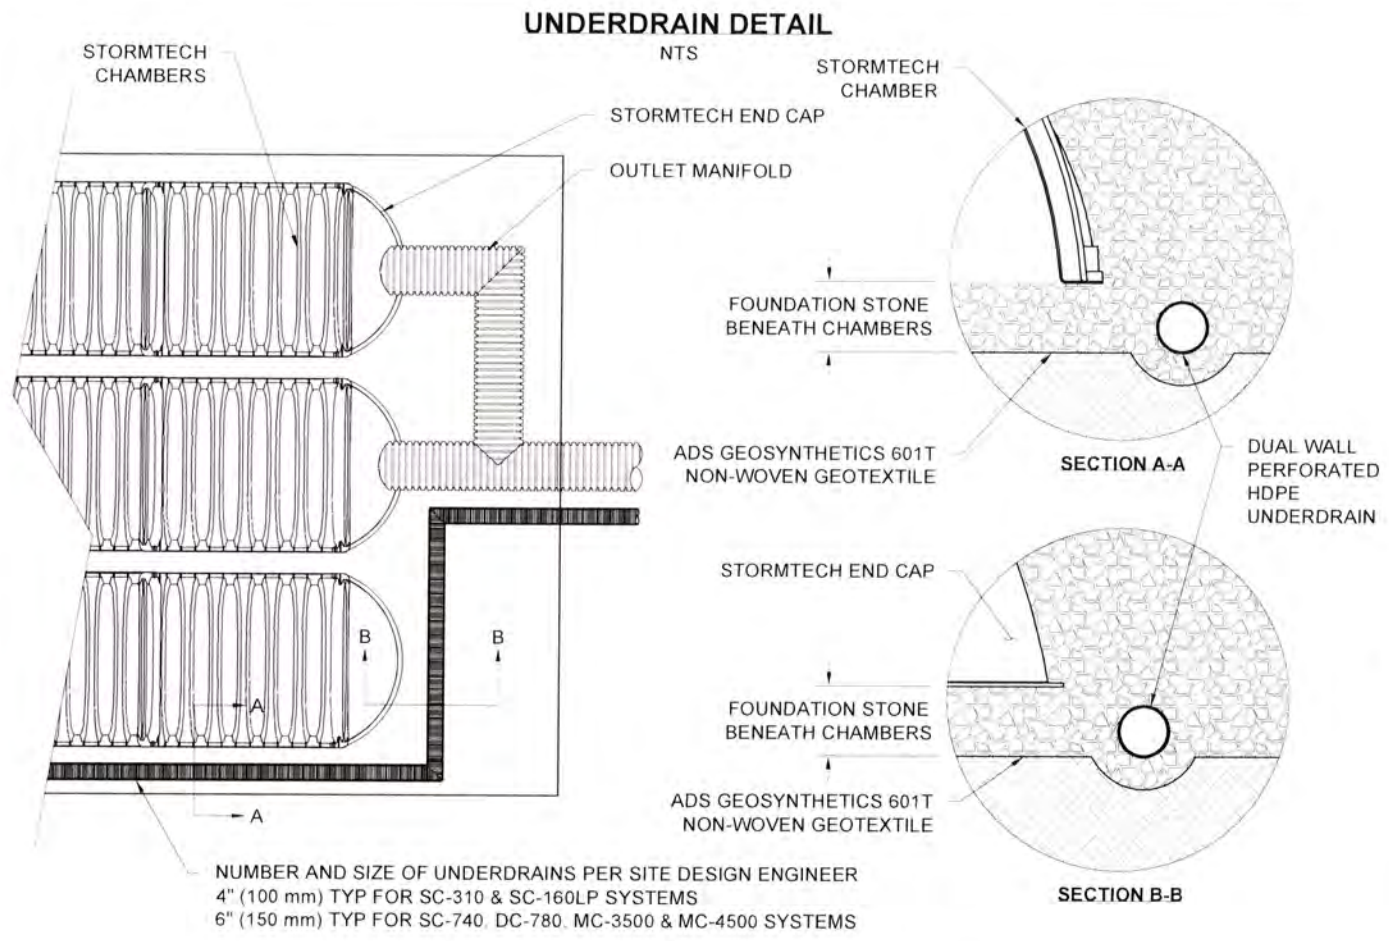 UNDERDRAIN DETAIL
NTS
STORMTECH
CHAMBERS
STORMTECH END CAP
OUTLET MANIFOLD
STORMTECH
CHAMBER
FOUNDATION STONE
BENEATH CHAMBERS
ADS GEOSYNTHETICS 601T
NON-WOVEN GEOTEXTILE
SECTION A-A
DUAL WALL
PERFORATED
HDPE
UNDERDRAIN
STORMTECH END CAP
FOUNDATION STONE
BENEATH CHAMBERS
ADS GEOSYNTHETICS 601T
NON-WOVEN GEOTEXTILE
SECTION B-B
B
B
A
A
NUMBER AND SIZE OF UNDERDRAINS PER SITE DESIGN ENGINEER
4" (100 mm) TYP FOR SC-310 & SC-160LP SYSTEMS
6" (150 mm) TYP FOR SC-740, DC-780, MC-3500 & MC-4500 SYSTEMS